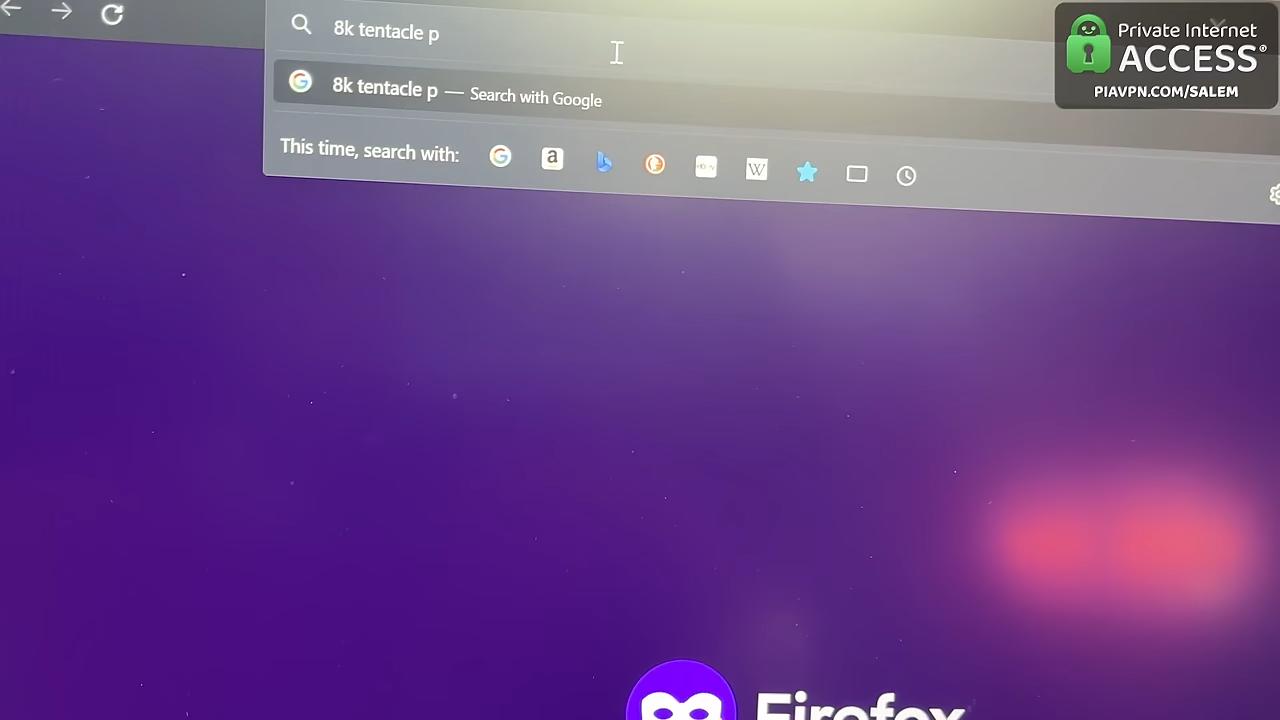 8k tentacle p
8k tentacle p — Search with Google
This time, search with:
Private Internet
ACCESS®
PIAVPN.COM/SALEM
Firefox